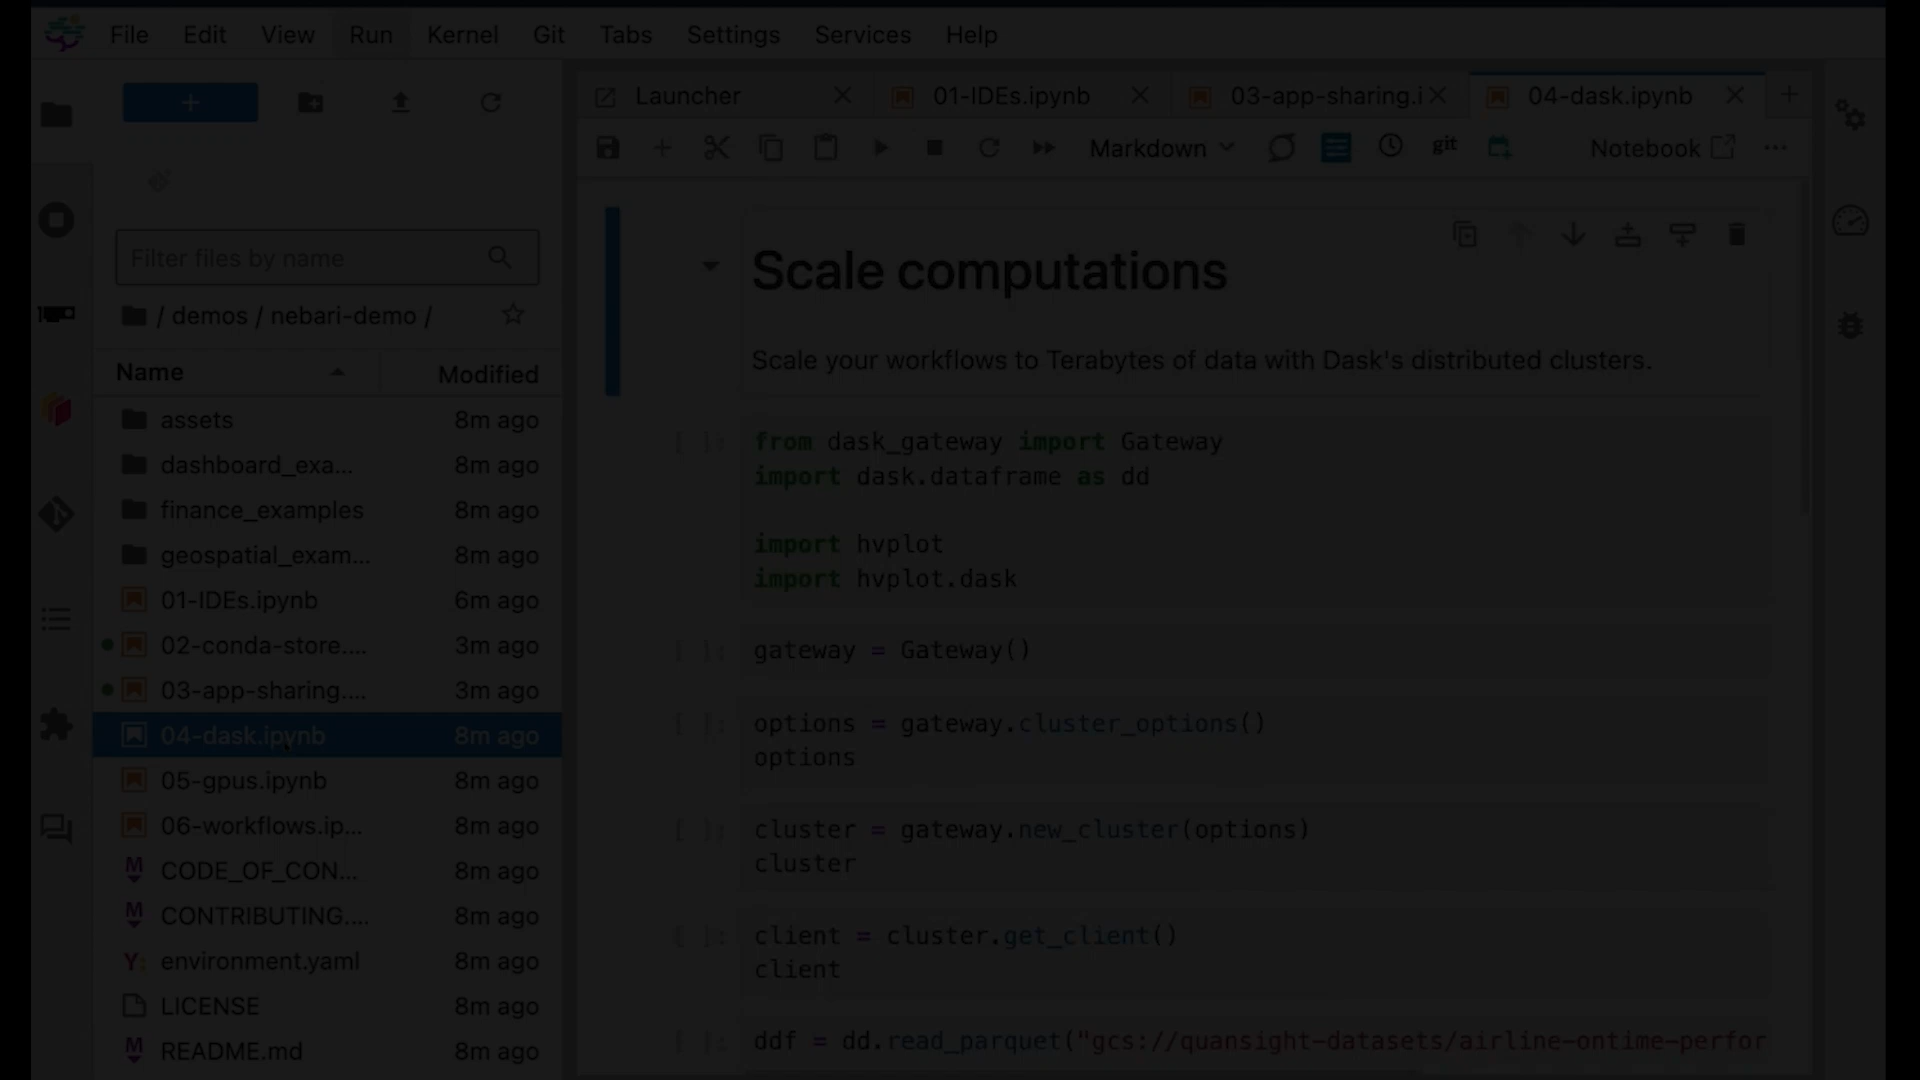 File Edit View Run Kernel Git Tabs Settings Services Help
Launcher 01-IDEs.ipynb 03-app-sharing.i 04-dask.ipynb
Markdown git Notebook
Filter files by name
/ demos / nebari-demo /
Name Modified
assets 8m ago
dashboard_exa... 8m ago
finance_examples 8m ago
geospatial_exam... 8m ago
01-IDEs.ipynb 6m ago
02-conda-store.... 3m ago
03-app-sharing.... 3m ago
04-dask.ipynb 8m ago
05-gpus.ipynb 8m ago
06-workflows.ip... 8m ago
CODE_OF_CON... 8m ago
CONTRIBUTING.... 8m ago
environment.yaml 8m ago
LICENSE 8m ago
README.md 8m ago
Scale computations
Scale your workflows to Terabytes of data with Dask's distributed clusters.
[ ]: from dask_gateway import Gateway
import dask.dataframe as dd
import hvplot
import hvplot.dask
[ ]: gateway = Gateway()
[ ]: options = gateway.cluster_options()
options
[ ]: cluster = gateway.new_cluster(options)
cluster
[ ]: client = cluster.get_client()
client
[ ]: ddf = dd.read_parquet("gcs://quansight-datasets/airline-ontime-perfor